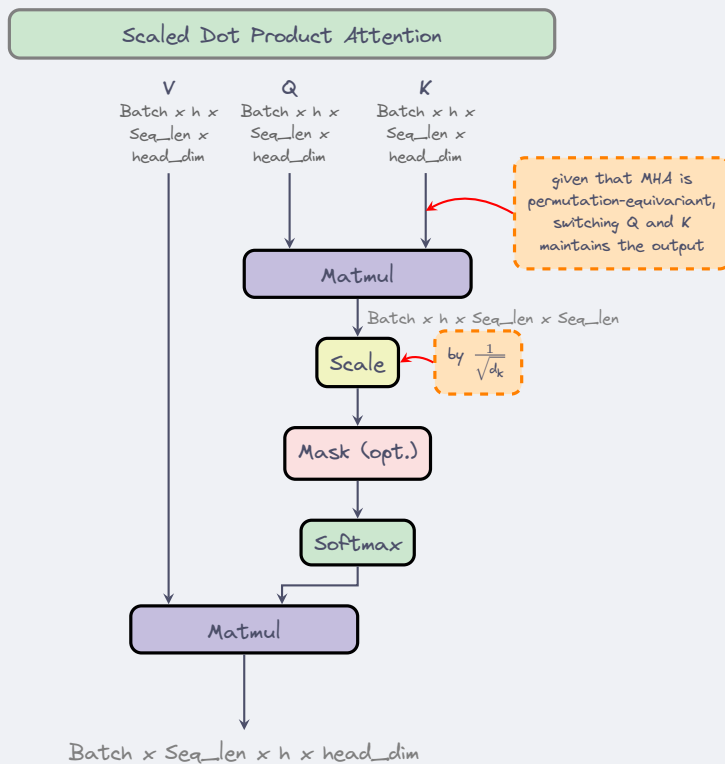 Scaled Dot Product Attention
V
Batch x h x
Seq_len x
head_dim
Q
Batch x h x
Seq_len x
head_dim
K
Batch x h x
Seq_len x
head_dim
given that MHA is
permutation-equivariant,
switching Q and K
maintains the output
Matmul
Batch x h x Seq_len x Seq_len
Scale
by 1/√dk
Mask (opt.)
Softmax
Matmul
Batch x Seq_len x h x head_dim